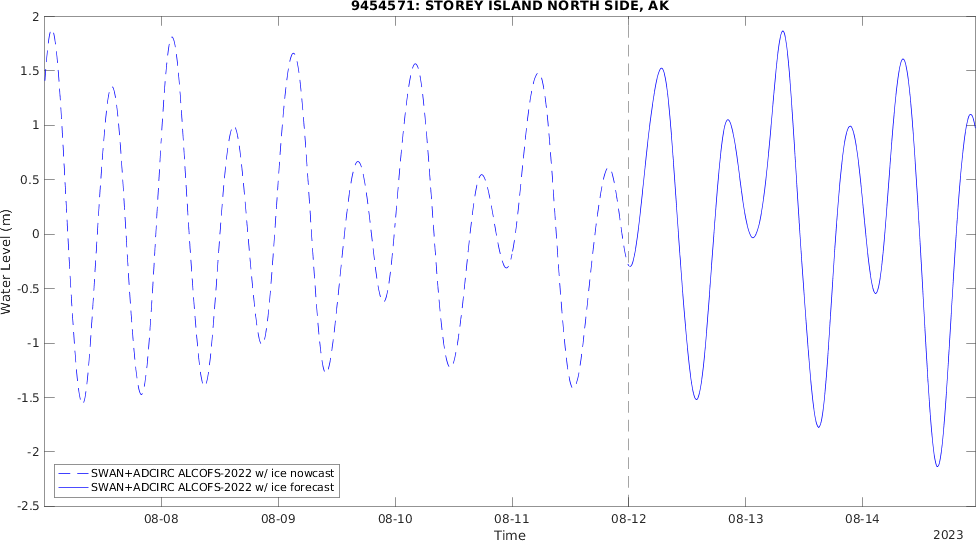 9454571: STOREY ISLAND NORTH SIDE, AK
2
1.5
1
0.5
0
-0.5
-1
-1.5
-2
-2.5
Water Level (m)
SWAN+ADCIRC ALCOFS-2022 w/ ice nowcast
SWAN+ADCIRC ALCOFS-2022 w/ ice forecast
08-08 08-09 08-10 08-11 08-12 08-13 08-14
Time
2023